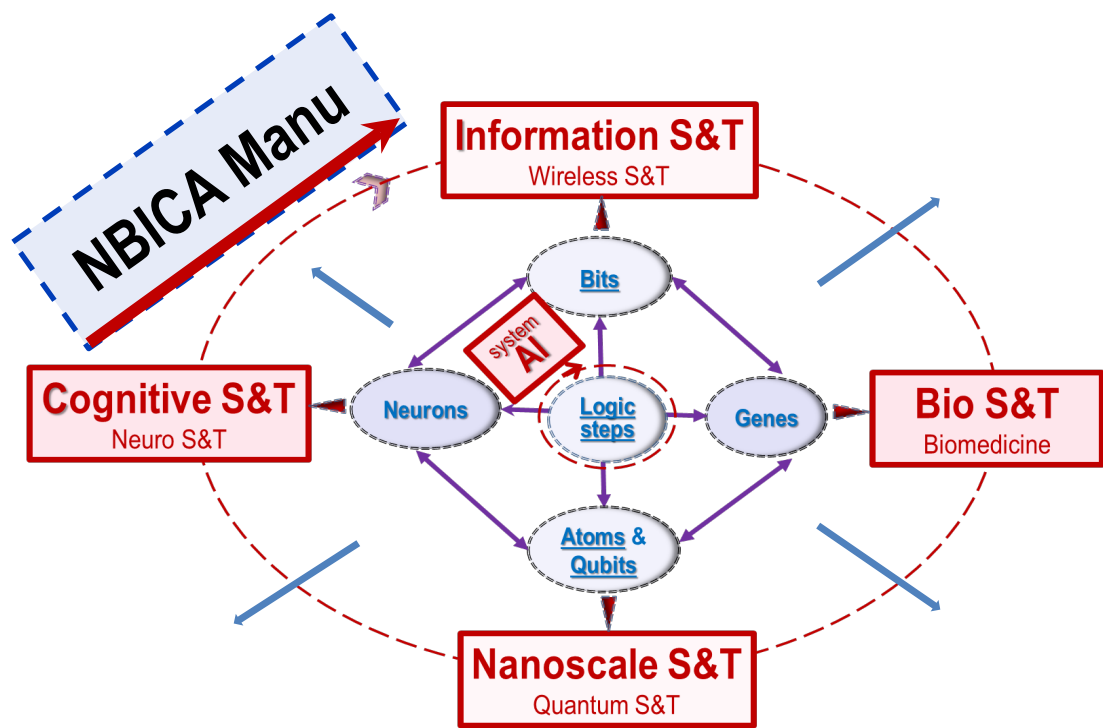 NBICA Manu
Information S&T
Wireless S&T
Bits
system
AI
Cognitive S&T
Neuro S&T
Neurons
Logic
steps
Genes
Bio S&T
Biomedicine
Atoms &
Qubits
Nanoscale S&T
Quantum S&T